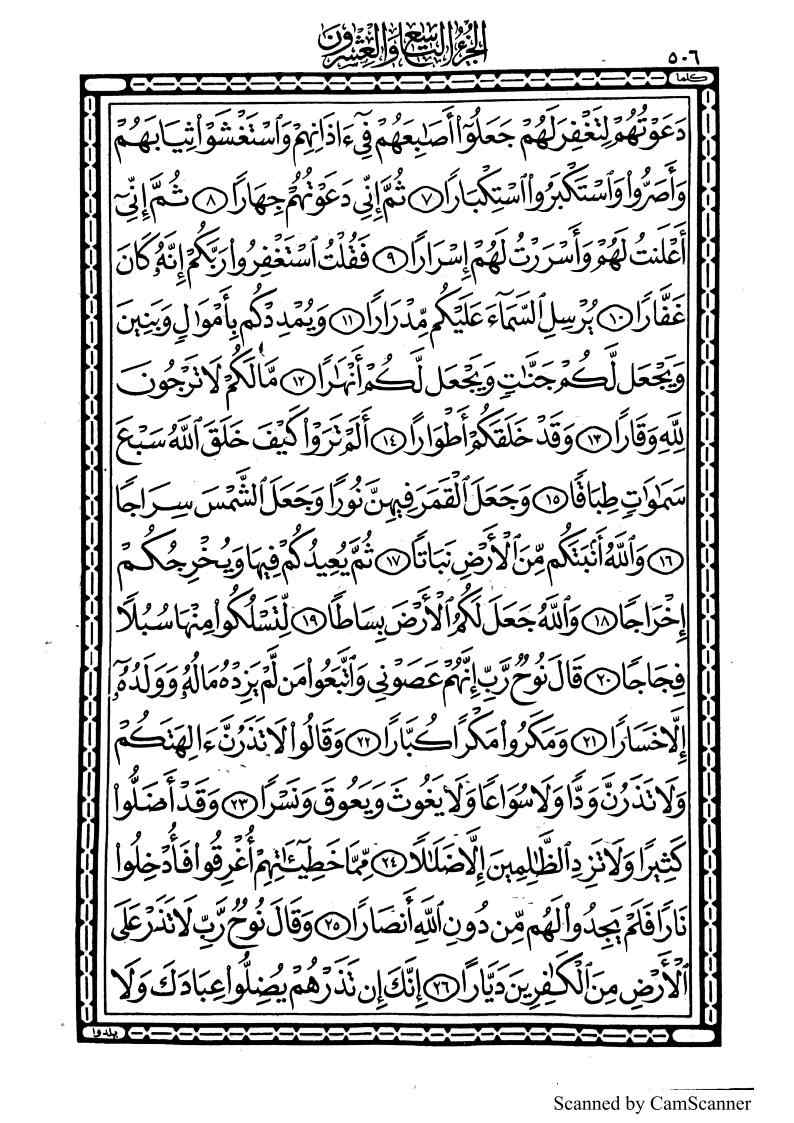 الجزء التاسع والعشرون
٥٠٦
كلما
دَعَوْتُهُمْ لِتَغْفِرَ لَهُمْ جَعَلُوٓا۟ أَصَٰبِعَهُمْ فِىٓ ءَاذَانِهِمْ وَٱسْتَغْشَوْا۟ ثِيَابَهُمْ
وَأَصَرُّوا۟ وَٱسْتَكْبَرُوا۟ ٱسْتِكْبَارًا ٧ ثُمَّ إِنِّى دَعَوْتُهُمْ جِهَارًا ٨ ثُمَّ إِنِّىٓ
أَعْلَنتُ لَهُمْ وَأَسْرَرْتُ لَهُمْ إِسْرَارًا ٩ فَقُلْتُ ٱسْتَغْفِرُوا۟ رَبَّكُمْ إِنَّهُۥ كَانَ
غَفَّارًا ١٠ يُرْسِلِ ٱلسَّمَآءَ عَلَيْكُم مِّدْرَارًا ١١ وَيُمْدِدْكُم بِأَمْوَٰلٍ وَبَنِينَ
وَيَجْعَل لَّكُمْ جَنَّٰتٍ وَيَجْعَل لَّكُمْ أَنْهَٰرًا ١٢ مَّا لَكُمْ لَا تَرْجُونَ
لِلَّهِ وَقَارًا ١٣ وَقَدْ خَلَقَكُمْ أَطْوَارًا ١٤ أَلَمْ تَرَوْا۟ كَيْفَ خَلَقَ ٱللَّهُ سَبْعَ
سَمَٰوَٰتٍ طِبَاقًا ١٥ وَجَعَلَ ٱلْقَمَرَ فِيهِنَّ نُورًا وَجَعَلَ ٱلشَّمْسَ سِرَاجًا
١٦ وَٱللَّهُ أَنۢبَتَكُم مِّنَ ٱلْأَرْضِ نَبَاتًا ١٧ ثُمَّ يُعِيدُكُمْ فِيهَا وَيُخْرِجُكُمْ
إِخْرَاجًا ١٨ وَٱللَّهُ جَعَلَ لَكُمُ ٱلْأَرْضَ بِسَاطًا ١٩ لِّتَسْلُكُوا۟ مِنْهَا سُبُلًا
فِجَاجًا ٢٠ قَالَ نُوحٌ رَّبِّ إِنَّهُمْ عَصَوْنِى وَٱتَّبَعُوا۟ مَن لَّمْ يَزِدْهُ مَالُهُۥ وَوَلَدُهُۥٓ
إِلَّا خَسَارًا ٢١ وَمَكَرُوا۟ مَكْرًا كُبَّارًا ٢٢ وَقَالُوا۟ لَا تَذَرُنَّ ءَالِهَتَكُمْ
وَلَا تَذَرُنَّ وَدًّا وَلَا سُوَاعًا وَلَا يَغُوثَ وَيَعُوقَ وَنَسْرًا ٢٣ وَقَدْ أَضَلُّوا۟
كَثِيرًا وَلَا تَزِدِ ٱلظَّٰلِمِينَ إِلَّا ضَلَٰلًا ٢٤ مِّمَّا خَطِيٓـَٰٔتِهِمْ أُغْرِقُوا۟ فَأُدْخِلُوا۟
نَارًا فَلَمْ يَجِدُوا۟ لَهُم مِّن دُونِ ٱللَّهِ أَنصَارًا ٢٥ وَقَالَ نُوحٌ رَّبِّ لَا تَذَرْ عَلَى
ٱلْأَرْضِ مِنَ ٱلْكَٰفِرِينَ دَيَّارًا ٢٦ إِنَّكَ إِن تَذَرْهُمْ يُضِلُّوا۟ عِبَادَكَ وَلَا
يلدوا
Scanned by CamScanner